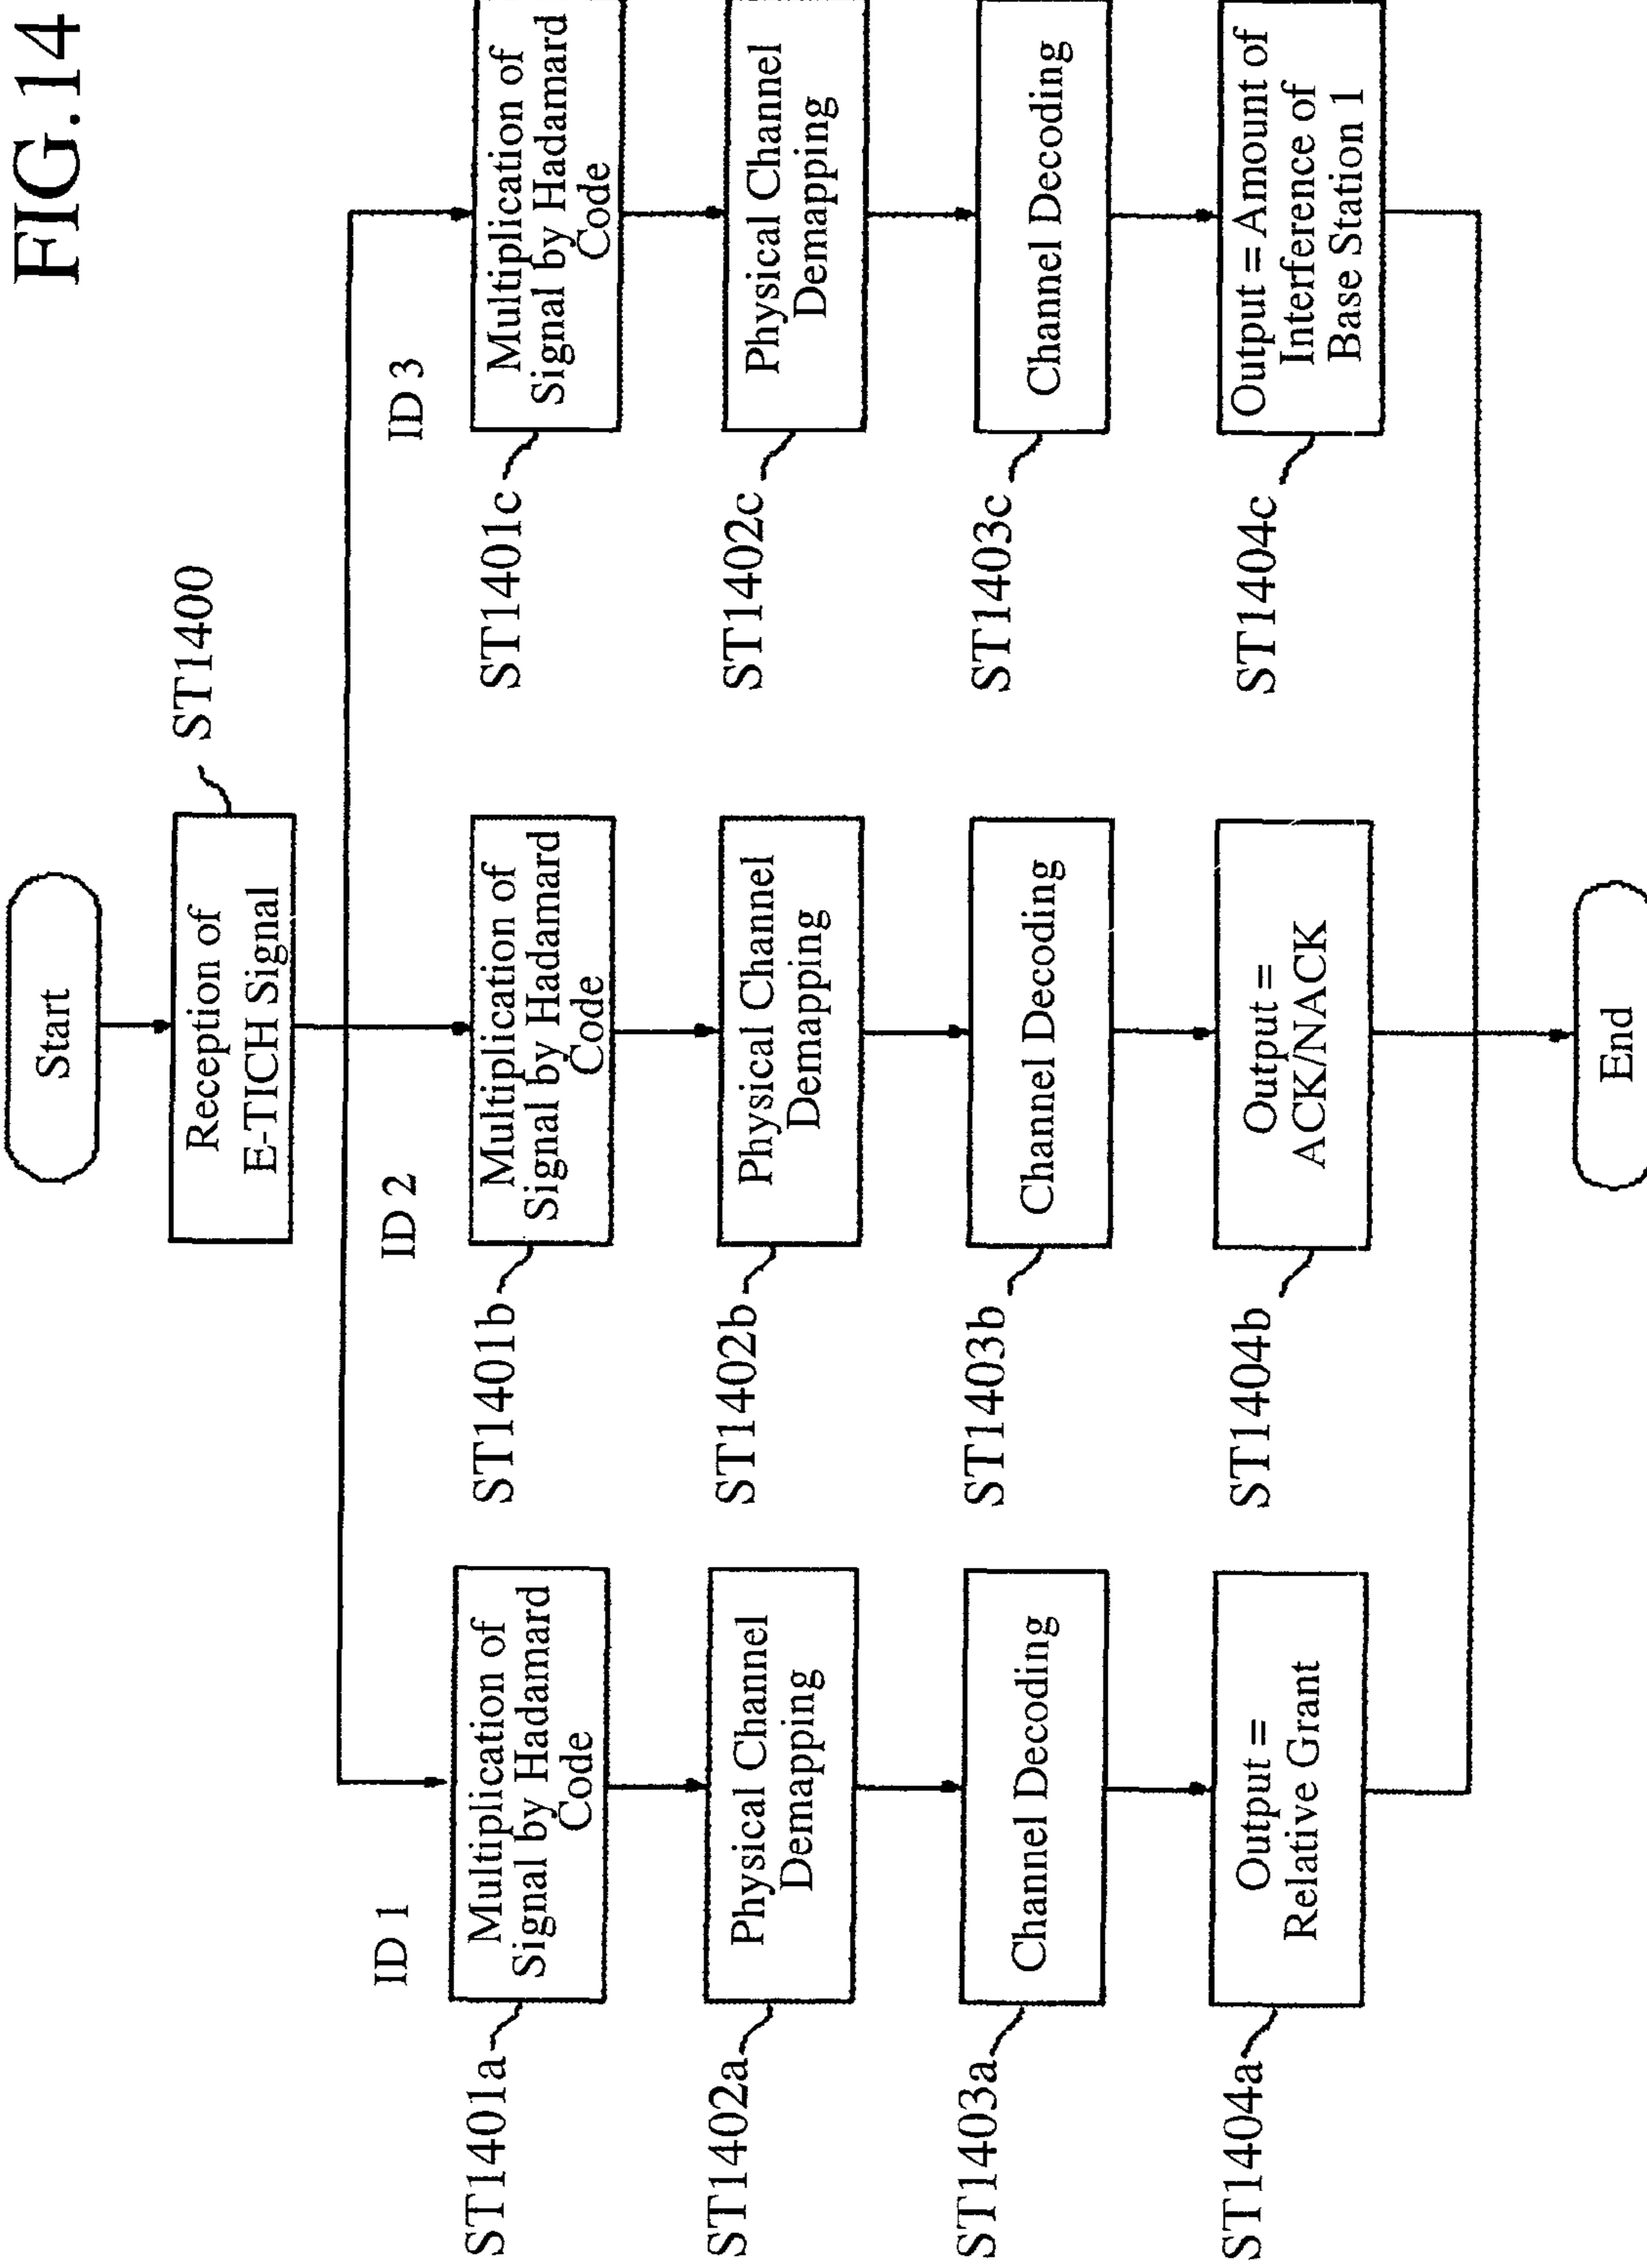 FIG.14
Start
Reception of
E-TICH Signal
ST1400
ID 1
Multiplication of
Signal by Hadamard
Code
ST1401a
Physical Channel
Demapping
ST1402a
Channel Decoding
ST1403a
Output =
Relative Grant
ST1404a
ID 2
Multiplication of
Signal by Hadamard
Code
ST1401b
Physical Channel
Demapping
ST1402b
Channel Decoding
ST1403b
Output =
ACK/NACK
ST1404b
ID 3
Multiplication of
Signal by Hadamard
Code
ST1401c
Physical Channel
Demapping
ST1402c
Channel Decoding
ST1403c
Output = Amount of
Interference of
Base Station 1
ST1404c
End